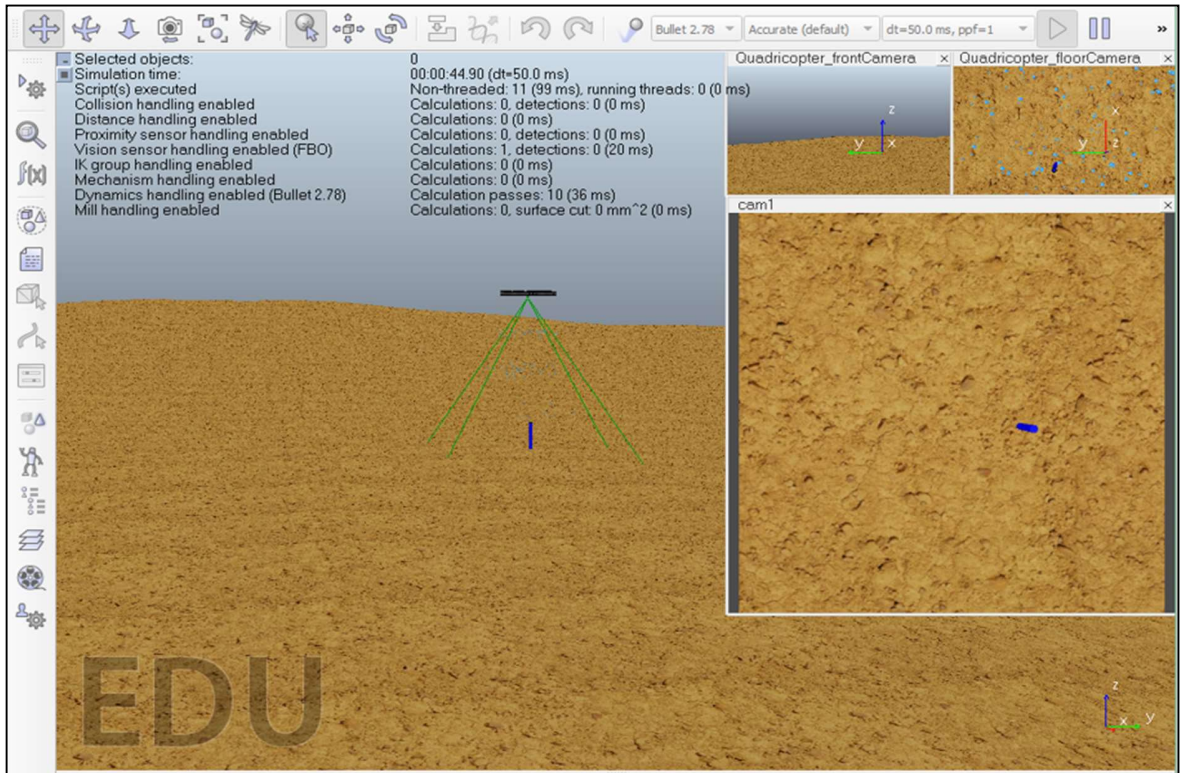 Bullet 2.78 Accurate (default) dt=50.0 ms, ppf=1 »
Selected objects: 0
Simulation time: 00:00:44.90 (dt=50.0 ms)
Script(s) executed Non-threaded: 11 (99 ms), running threads: 0 (0 ms)
Collision handling enabled Calculations: 0, detections: 0 (0 ms)
Distance handling enabled Calculations: 0 (0 ms)
Proximity sensor handling enabled Calculations: 0, detections: 0 (0 ms)
Vision sensor handling enabled (FBO) Calculations: 1, detections: 0 (20 ms)
IK group handling enabled Calculations: 0 (0 ms)
Mechanism handling enabled Calculations: 0 (0 ms)
Dynamics handling enabled (Bullet 2.78) Calculation passes: 10 (36 ms)
Mill handling enabled Calculations: 0, surface cut: 0 mm^2 (0 ms)
f(x)
Quadricopter_frontCamera
z
y x
Quadricopter_floorCamera
x
y z
cam1
EDU
z
x y